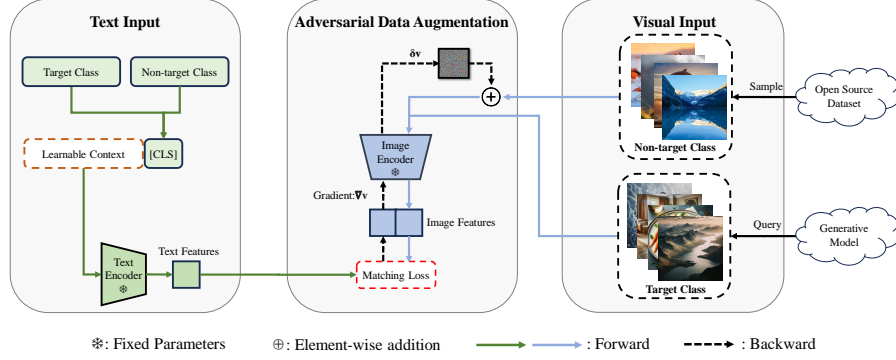 Text Input
Target Class
Non-target Class
Learnable Context
[CLS]
Text
Encoder
❄
Text Features
Adversarial Data Augmentation
δv
Image
Encoder
❄
Gradient:∇v
Image Features
Matching Loss
Visual Input
Non-target Class
Target Class
Sample
Open Source
Dataset
Query
Generative
Model
❄: Fixed Parameters
⊕: Element-wise addition
: Forward
: Backward